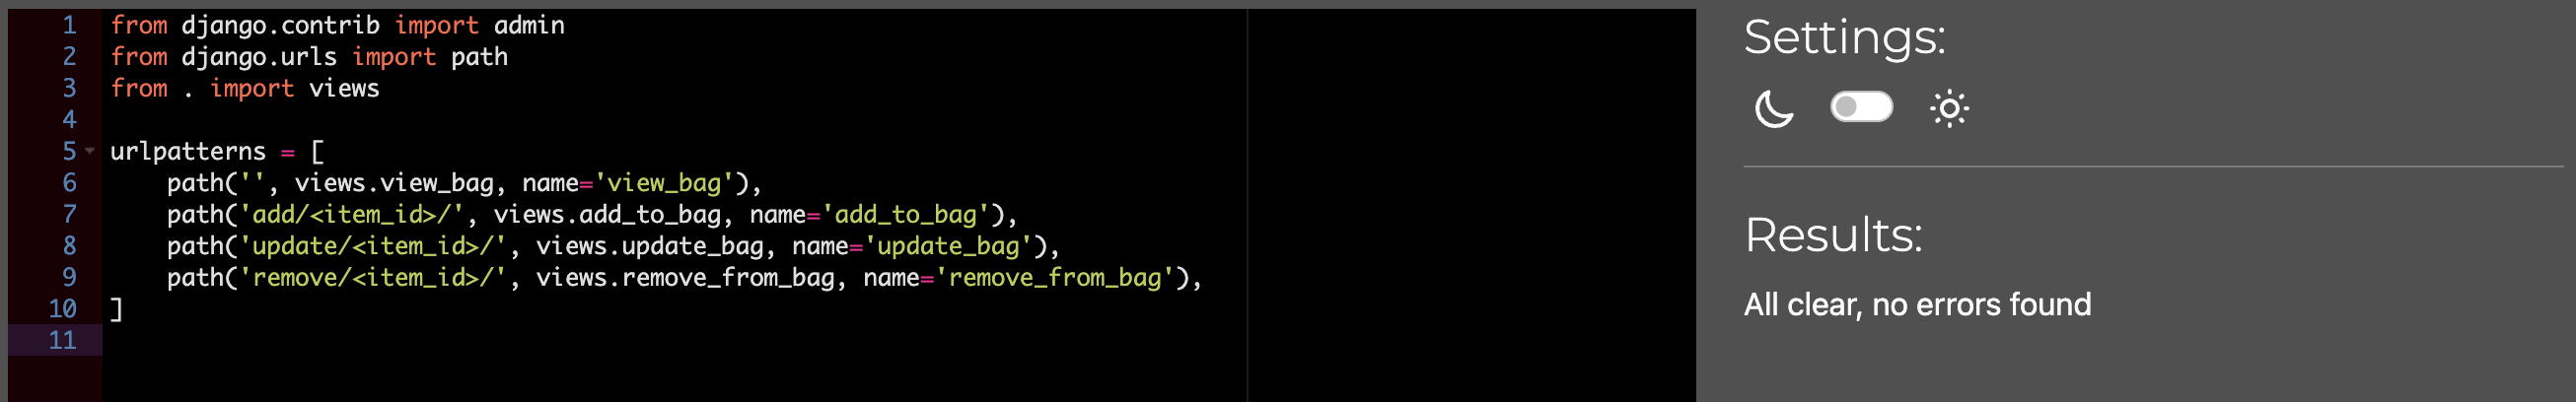 1 from django.contrib import admin
2 from django.urls import path
3 from . import views
4
5 urlpatterns = [
6     path('', views.view_bag, name='view_bag'),
7     path('add/<item_id>/', views.add_to_bag, name='add_to_bag'),
8     path('update/<item_id>/', views.update_bag, name='update_bag'),
9     path('remove/<item_id>/', views.remove_from_bag, name='remove_from_bag'),
10 ]
11
Settings:
Results:
All clear, no errors found